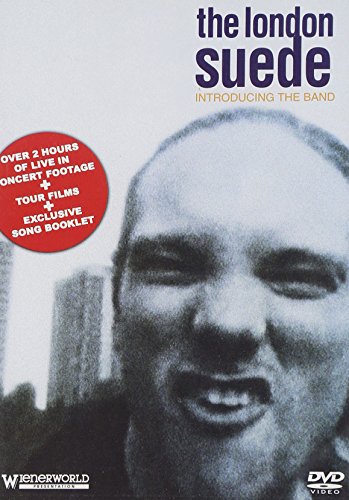 the london
suede
INTRODUCING THE BAND
OVER 2 HOURS
OF LIVE IN
CONCERT FOOTAGE
+
TOUR FILMS
+
EXCLUSIVE
SONG BOOKLET
WIENERWORLD
PRESENTATION
DVD
VIDEO